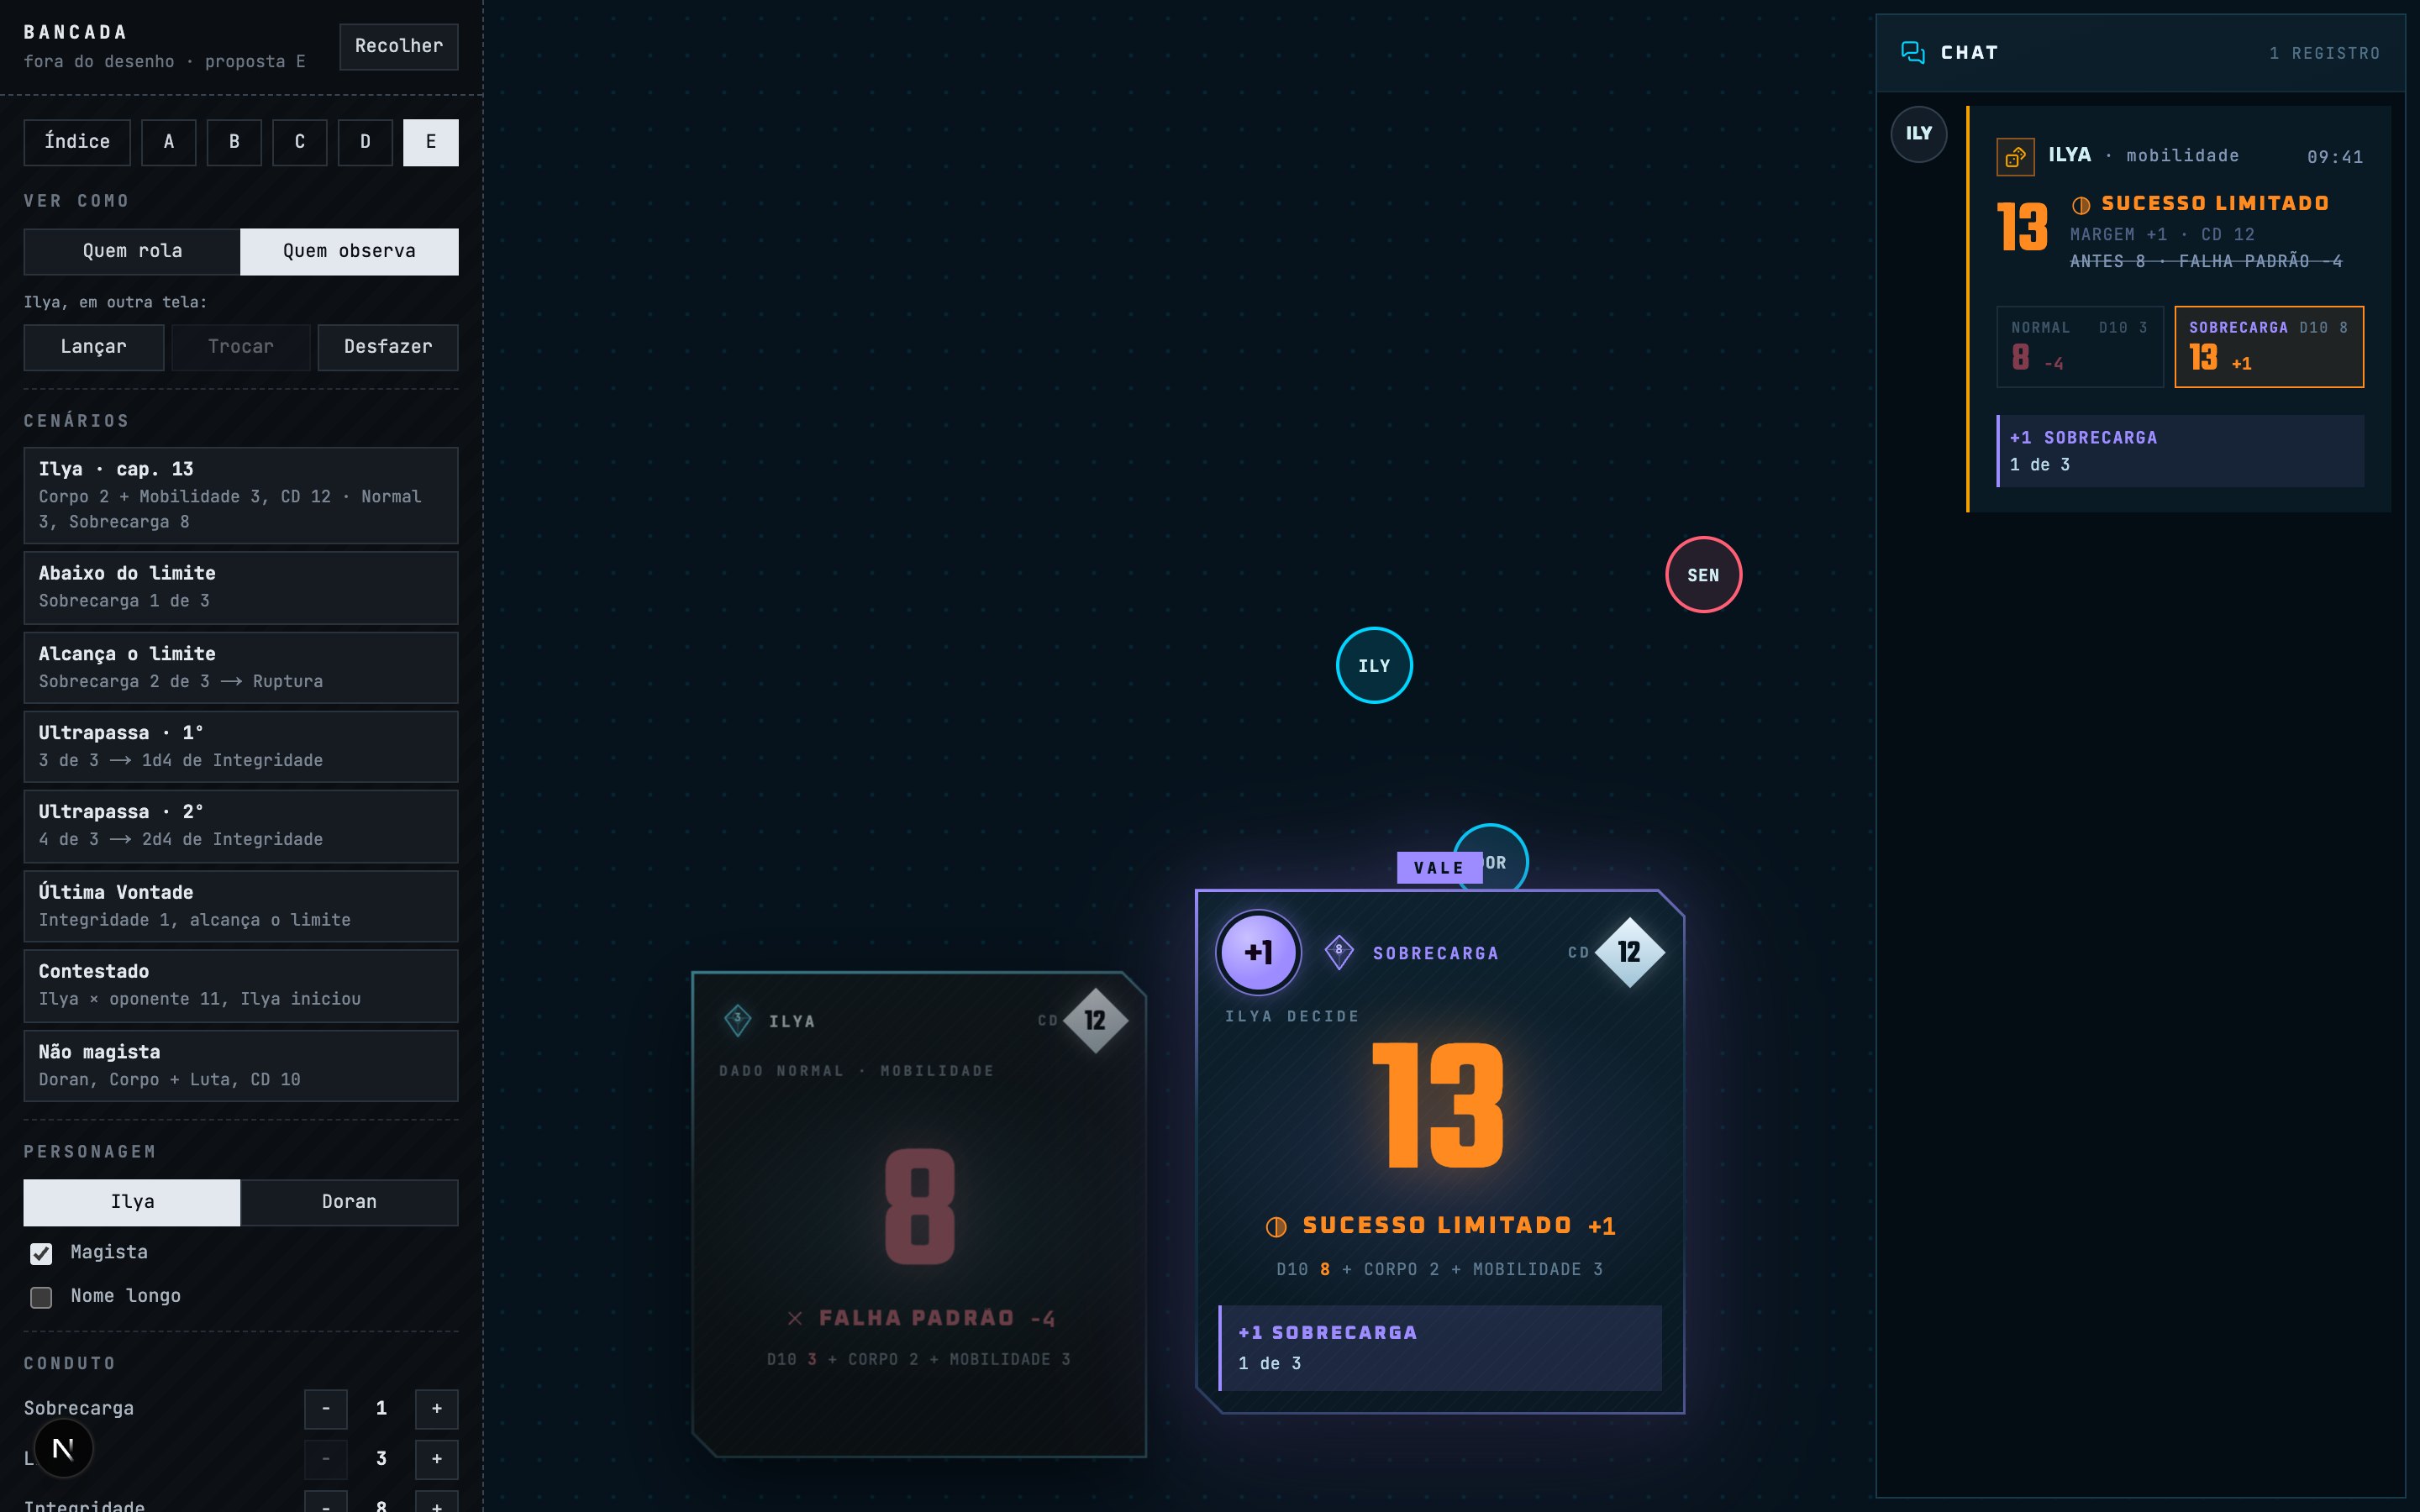 BANCADA
fora do desenho · proposta E
Recolher
Índice
A
B
C
D
E
VER COMO
Quem rola
Quem observa
Ilya, em outra tela:
Lançar
Trocar
Desfazer
CENÁRIOS
Ilya · cap. 13
Corpo 2 + Mobilidade 3, CD 12 · Normal
3, Sobrecarga 8
Abaixo do limite
Sobrecarga 1 de 3
Alcança o limite
Sobrecarga 2 de 3 → Ruptura
Ultrapassa · 1°
3 de 3 → 1d4 de Integridade
Ultrapassa · 2°
4 de 3 → 2d4 de Integridade
Última Vontade
Integridade 1, alcança o limite
Contestado
Ilya × oponente 11, Ilya iniciou
Não magista
Doran, Corpo + Luta, CD 10
PERSONAGEM
Ilya
Doran
Magista
Nome longo
CONDUTO
Sobrecarga
- 1 +
L
N
- 3 +
Integridade
- 8 +
SEN
ILY
OR
VALE
3
ILYA
CD
12
DADO NORMAL · MOBILIDADE
8
× FALHA PADRÃO -4
D10 3 + CORPO 2 + MOBILIDADE 3
+1
8
SOBRECARGA
CD
12
ILYA DECIDE
13
SUCESSO LIMITADO +1
D10 8 + CORPO 2 + MOBILIDADE 3
+1 SOBRECARGA
1 de 3
CHAT
1 REGISTRO
ILY
ILYA · mobilidade
09:41
13
SUCESSO LIMITADO
MARGEM +1 · CD 12
ANTES 8 · FALHA PADRÃO -4
NORMAL D10 3
8 -4
SOBRECARGA D10 8
13 +1
+1 SOBRECARGA
1 de 3